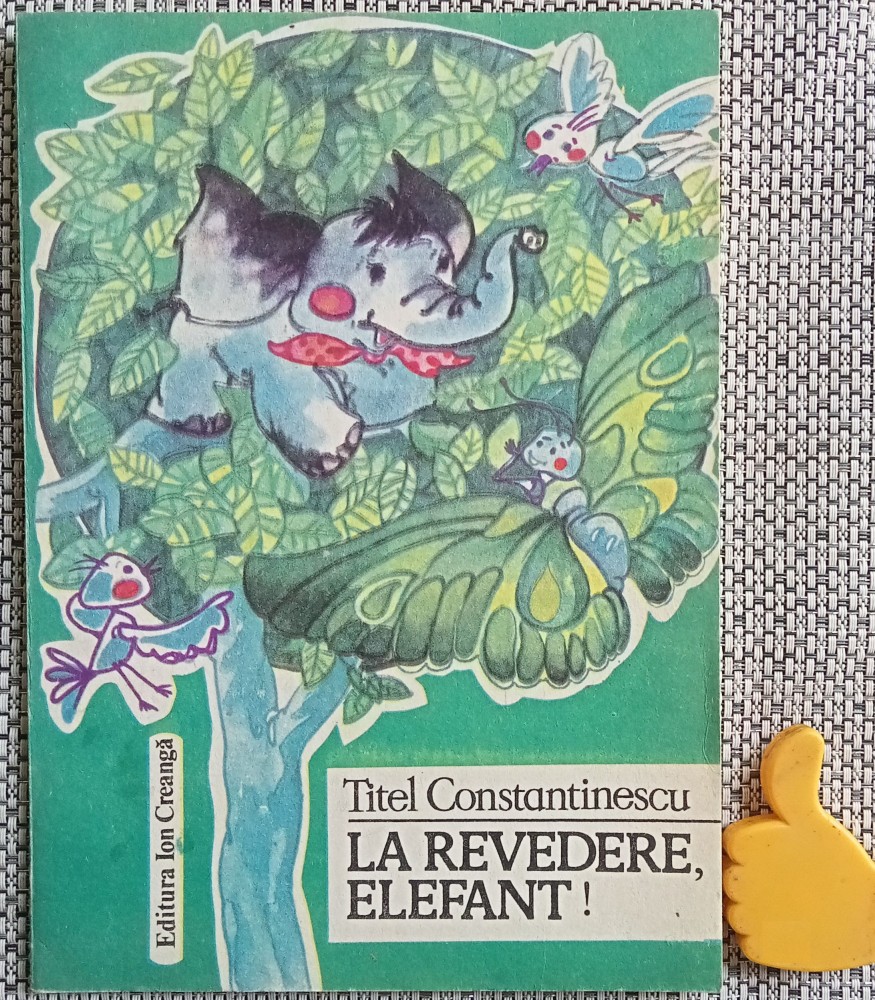 Titel Constantinescu
LA REVEDERE,
ELEFANT !
Editura Ion Creangă